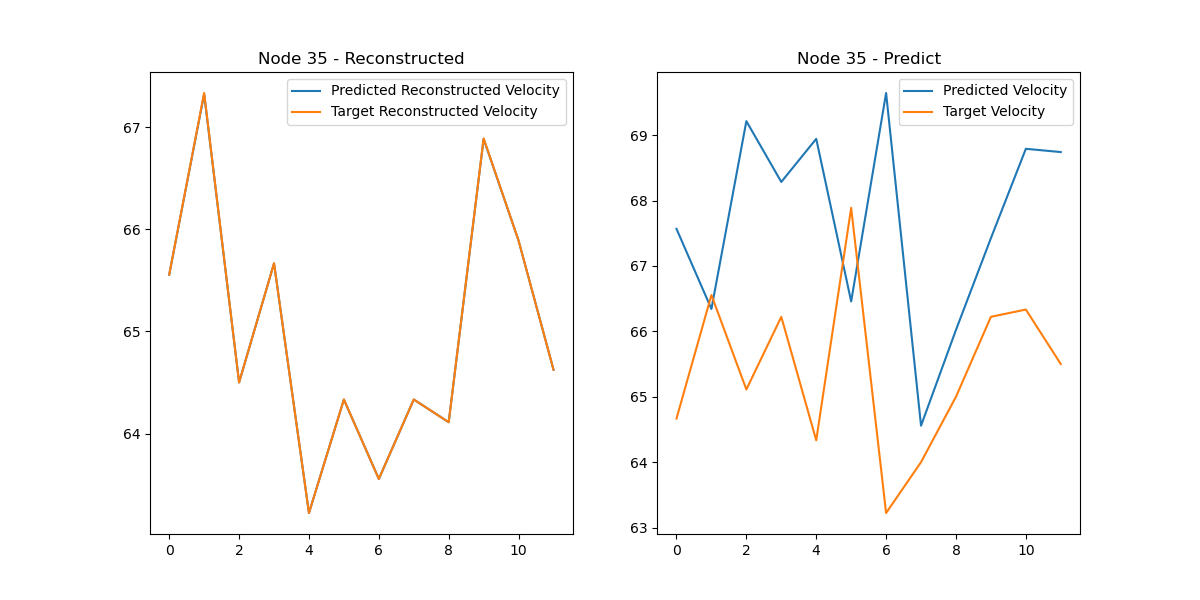 Node 35 - Reconstructed
Predicted Reconstructed Velocity
Target Reconstructed Velocity
67
66
65
64
0 2 4 6 8 10
Node 35 - Predict
Predicted Velocity
Target Velocity
69
68
67
66
65
64
63
0 2 4 6 8 10